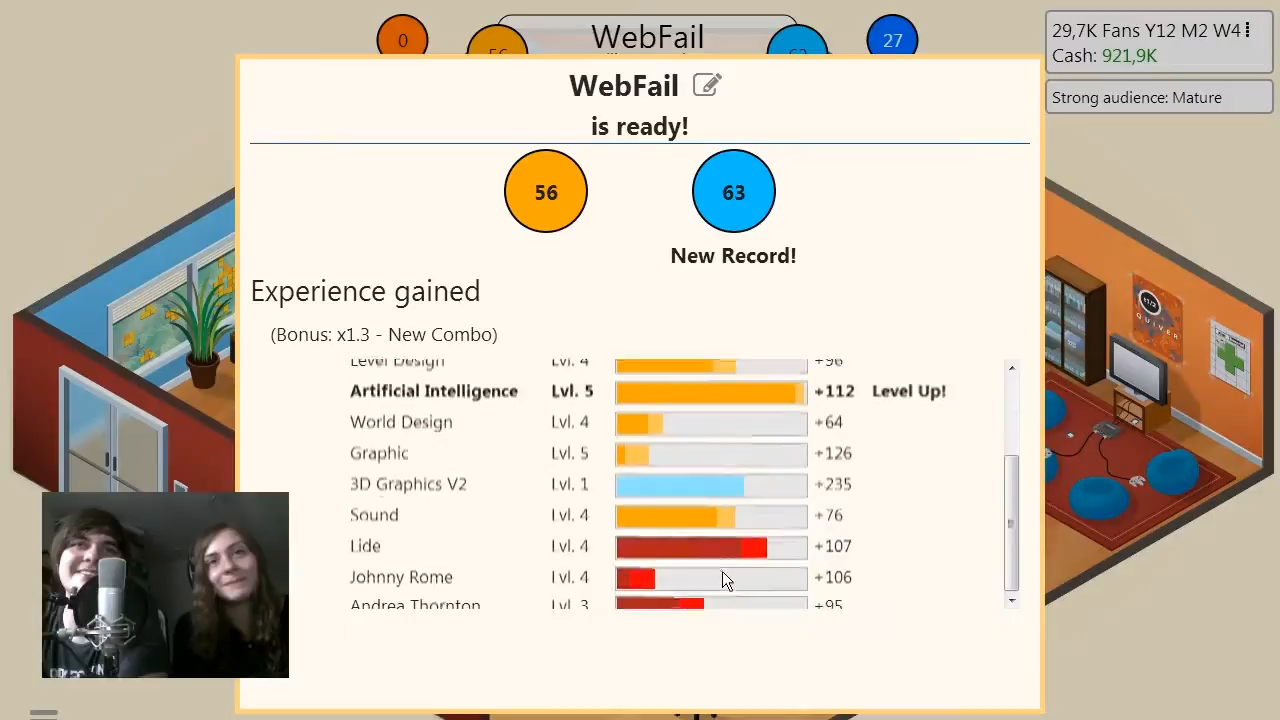 0
WebFail
27
29,7K Fans Y12 M2 W4
Cash: 921,9K
Strong audience: Mature
WebFail
is ready!
56 63
New Record!
Experience gained
(Bonus: x1.3 - New Combo)
Level Design Lvl. 4 +96
Artificial Intelligence Lvl. 5 +112 Level Up!
World Design Lvl. 4 +64
Graphic Lvl. 5 +126
3D Graphics V2 Lvl. 1 +235
Sound Lvl. 4 +76
Lide Lvl. 4 +107
Johnny Rome Lvl. 4 +106
Andrea Thornton Lvl. 3 +95
QUIVER